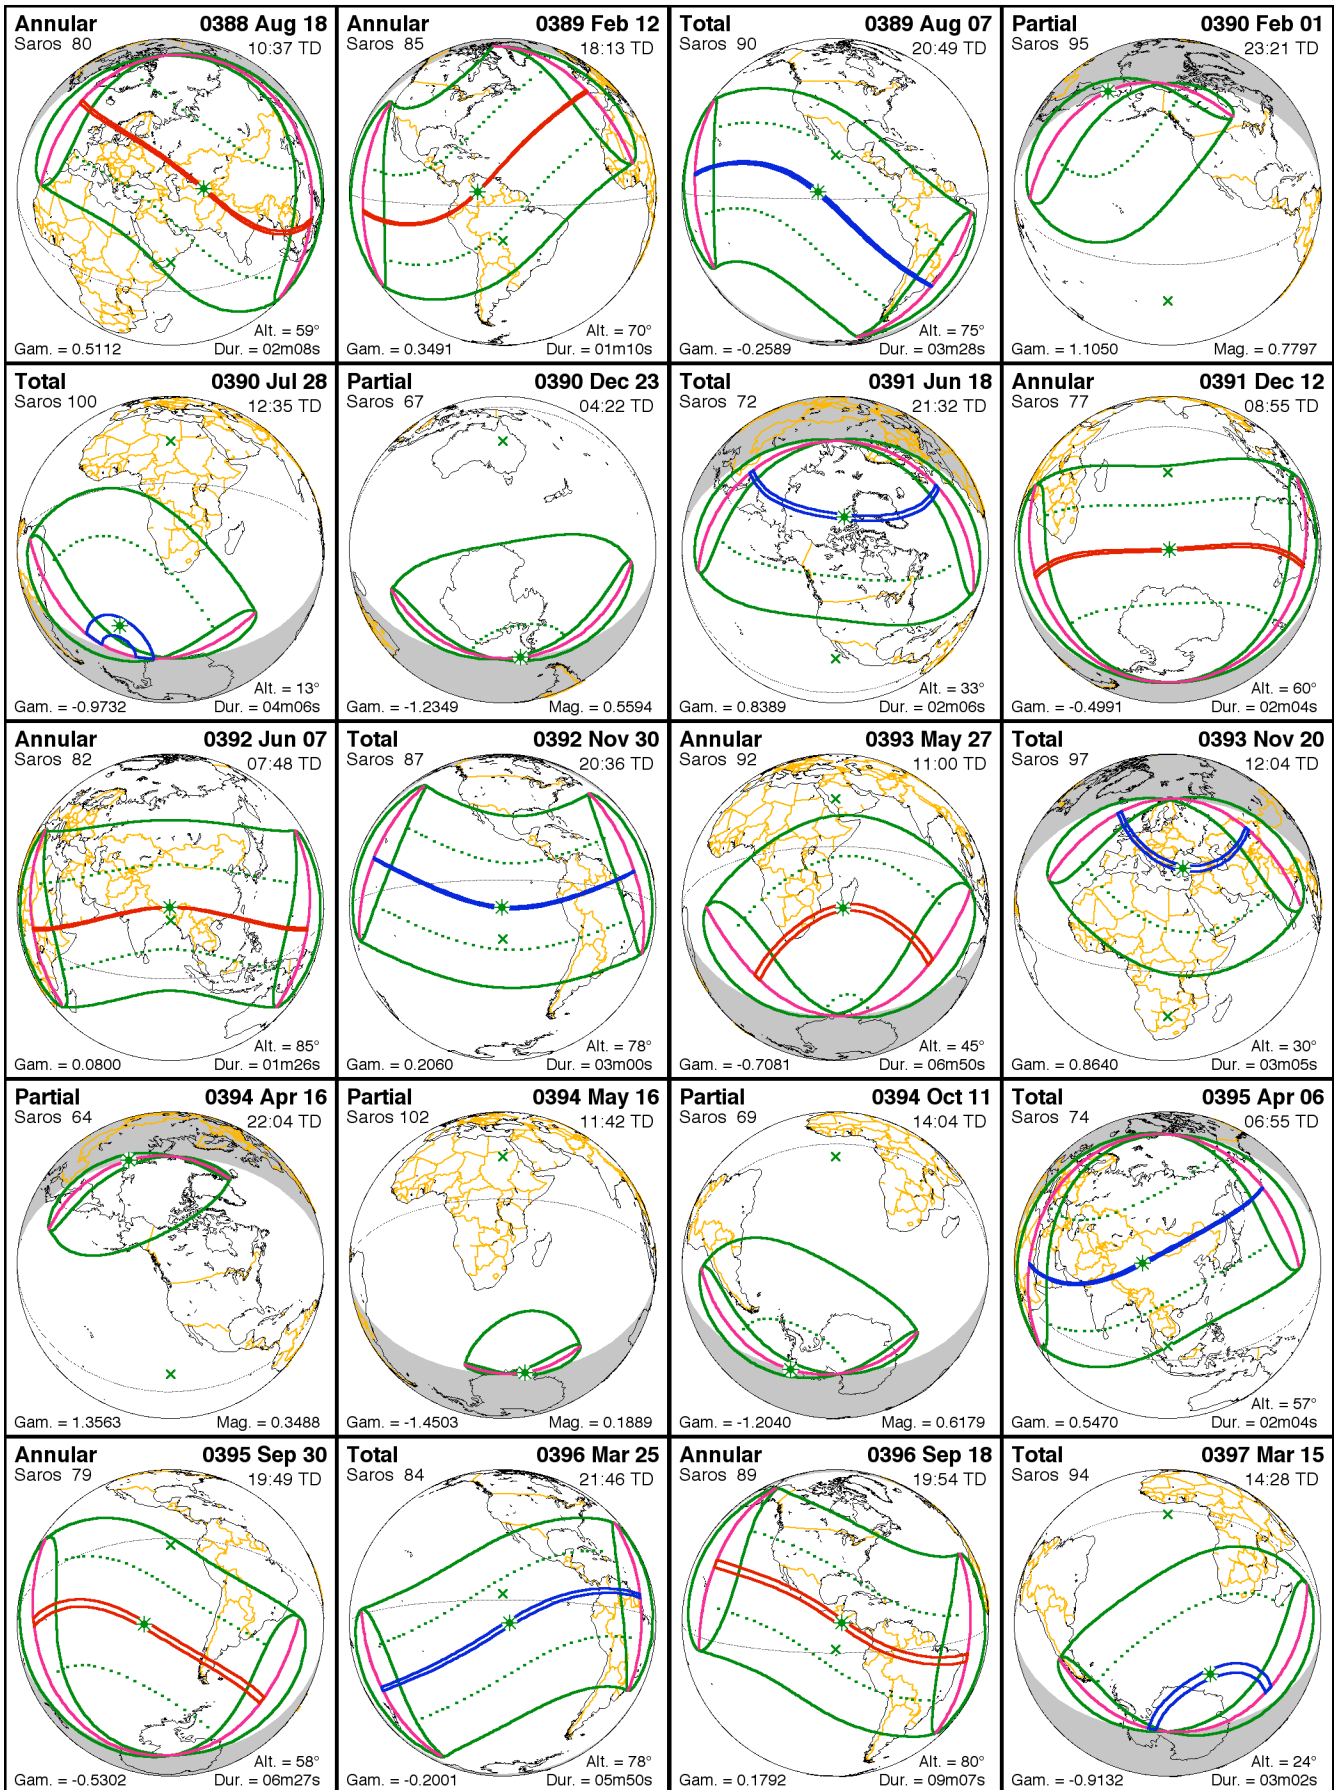 Annular 0388 Aug 18
Saros 80 10:37 TD
Alt. = 59°
Gam. = 0.5112 Dur. = 02m08s
Annular 0389 Feb 12
Saros 85 18:13 TD
Alt. = 70°
Gam. = 0.3491 Dur. = 01m10s
Total 0389 Aug 07
Saros 90 20:49 TD
Alt. = 75°
Gam. = -0.2589 Dur. = 03m28s
Partial 0390 Feb 01
Saros 95 23:21 TD
Gam. = 1.1050 Mag. = 0.7797
Total 0390 Jul 28
Saros 100 12:35 TD
Alt. = 13°
Gam. = -0.9732 Dur. = 04m06s
Partial 0390 Dec 23
Saros 67 04:22 TD
Gam. = -1.2349 Mag. = 0.5594
Total 0391 Jun 18
Saros 72 21:32 TD
Alt. = 33°
Gam. = 0.8389 Dur. = 02m06s
Annular 0391 Dec 12
Saros 77 08:55 TD
Alt. = 60°
Gam. = -0.4991 Dur. = 02m04s
Annular 0392 Jun 07
Saros 82 07:48 TD
Alt. = 85°
Gam. = 0.0800 Dur. = 01m26s
Total 0392 Nov 30
Saros 87 20:36 TD
Alt. = 78°
Gam. = 0.2060 Dur. = 03m00s
Annular 0393 May 27
Saros 92 11:00 TD
Alt. = 45°
Gam. = -0.7081 Dur. = 06m50s
Total 0393 Nov 20
Saros 97 12:04 TD
Alt. = 30°
Gam. = 0.8640 Dur. = 03m05s
Partial 0394 Apr 16
Saros 64 22:04 TD
Gam. = 1.3563 Mag. = 0.3488
Partial 0394 May 16
Saros 102 11:42 TD
Gam. = -1.4503 Mag. = 0.1889
Partial 0394 Oct 11
Saros 69 14:04 TD
Gam. = -1.2040 Mag. = 0.6179
Total 0395 Apr 06
Saros 74 06:55 TD
Alt. = 57°
Gam. = 0.5470 Dur. = 02m04s
Annular 0395 Sep 30
Saros 79 19:49 TD
Alt. = 58°
Gam. = -0.5302 Dur. = 06m27s
Total 0396 Mar 25
Saros 84 21:46 TD
Alt. = 78°
Gam. = -0.2001 Dur. = 05m50s
Annular 0396 Sep 18
Saros 89 19:54 TD
Alt. = 80°
Gam. = 0.1792 Dur. = 09m07s
Total 0397 Mar 15
Saros 94 14:28 TD
Alt. = 24°
Gam. = -0.9132 Dur. = 03m02s